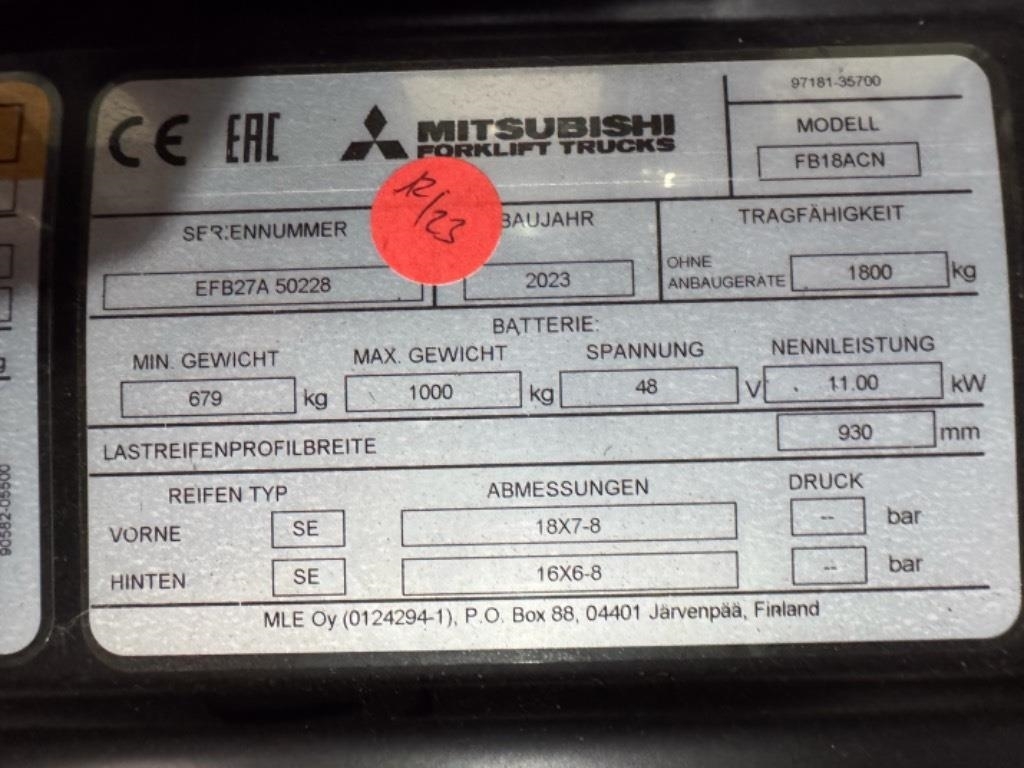 97181-35700
CE EAC MITSUBISHI
FORKLIFT TRUCKS
MODELL
FB18ACN
12/23
SERIENNUMMER BAUJAHR TRAGFÄHIGKEIT
EFB27A 50228 2023 OHNE ANBAUGERÄTE 1800 kg
BATTERIE:
MIN. GEWICHT MAX. GEWICHT SPANNUNG NENNLEISTUNG
679 kg 1000 kg 48 V 11.00 kW
LASTREIFENPROFILBREITE 930 mm
REIFEN TYP ABMESSUNGEN DRUCK
VORNE SE 18X7-8 -- bar
HINTEN SE 16X6-8 -- bar
MLE Oy (0124294-1), P.O. Box 88, 04401 Järvenpää, Finland
90582-05500
g